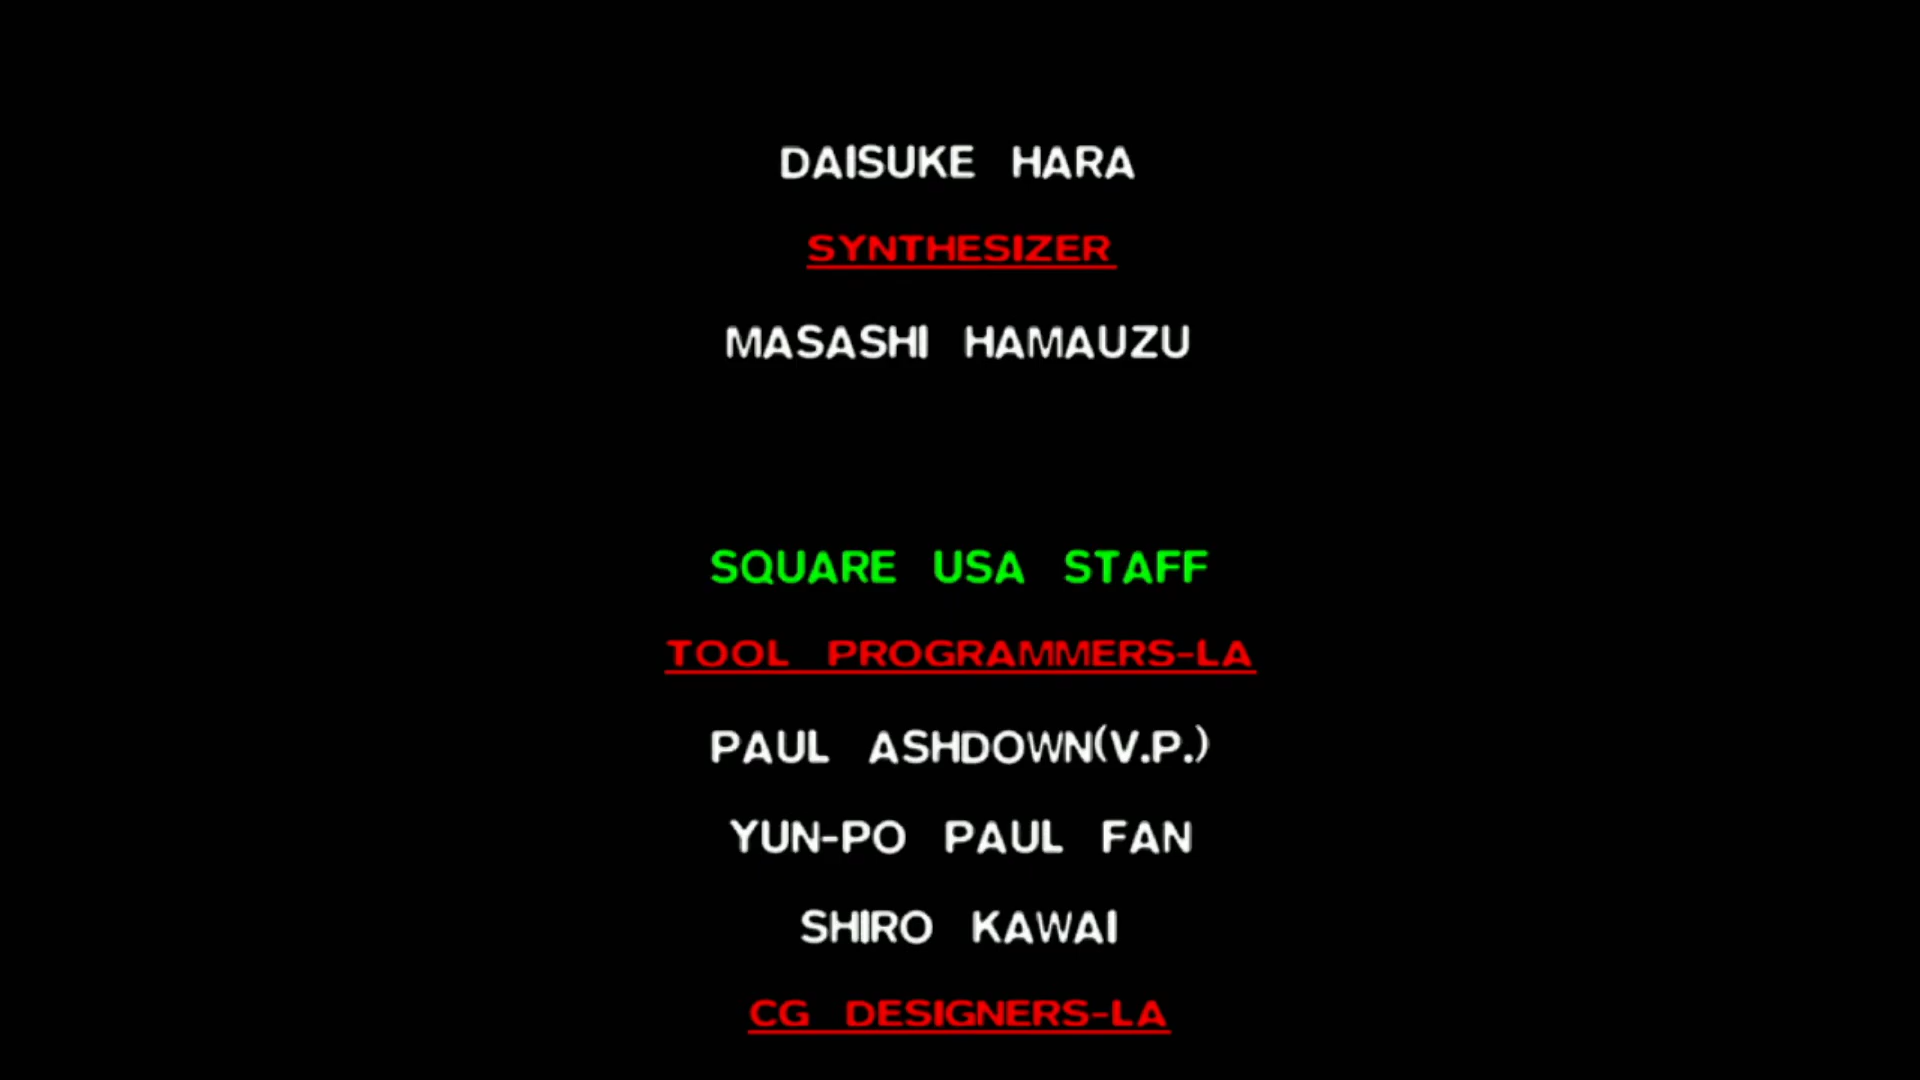 DAISUKE HARA
SYNTHESIZER
MASASHI HAMAUZU
SQUARE USA STAFF
TOOL PROGRAMMERS-LA
PAUL ASHDOWN(V.P.)
YUN-PO PAUL FAN
SHIRO KAWAI
CG DESIGNERS-LA